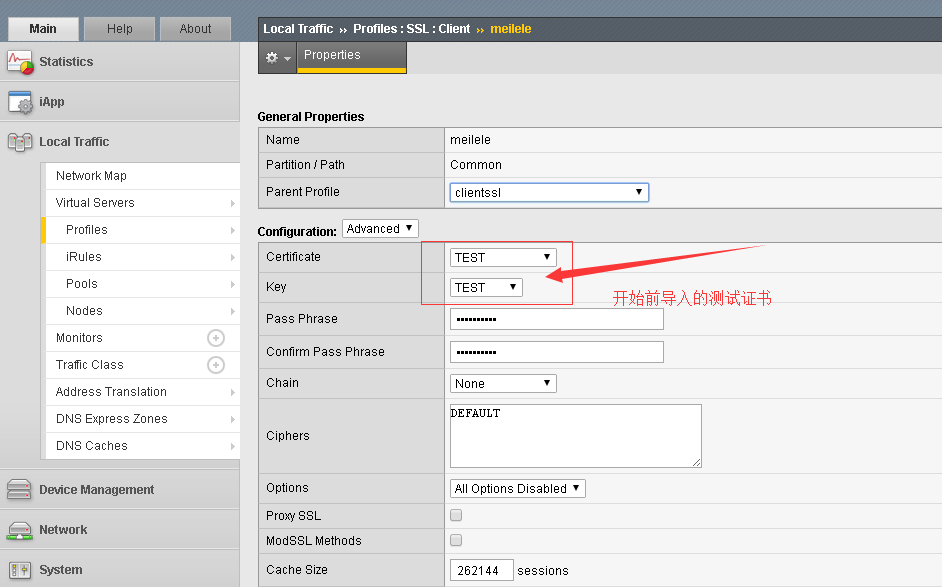 Main Help About
Local Traffic ›› Profiles : SSL : Client ›› meilele
Properties
Statistics
iApp
Local Traffic
Network Map
Virtual Servers
Profiles
iRules
Pools
Nodes
Monitors
Traffic Class
Address Translation
DNS Express Zones
DNS Caches
Device Management
Network
System
General Properties
Name meilele
Partition / Path Common
Parent Profile clientssl
Configuration: Advanced
Certificate TEST
Key TEST
开始前导入的测试证书
Pass Phrase ••••••••••
Confirm Pass Phrase ••••••••••
Chain None
Ciphers DEFAULT
Options All Options Disabled
Proxy SSL
ModSSL Methods
Cache Size 262144 sessions